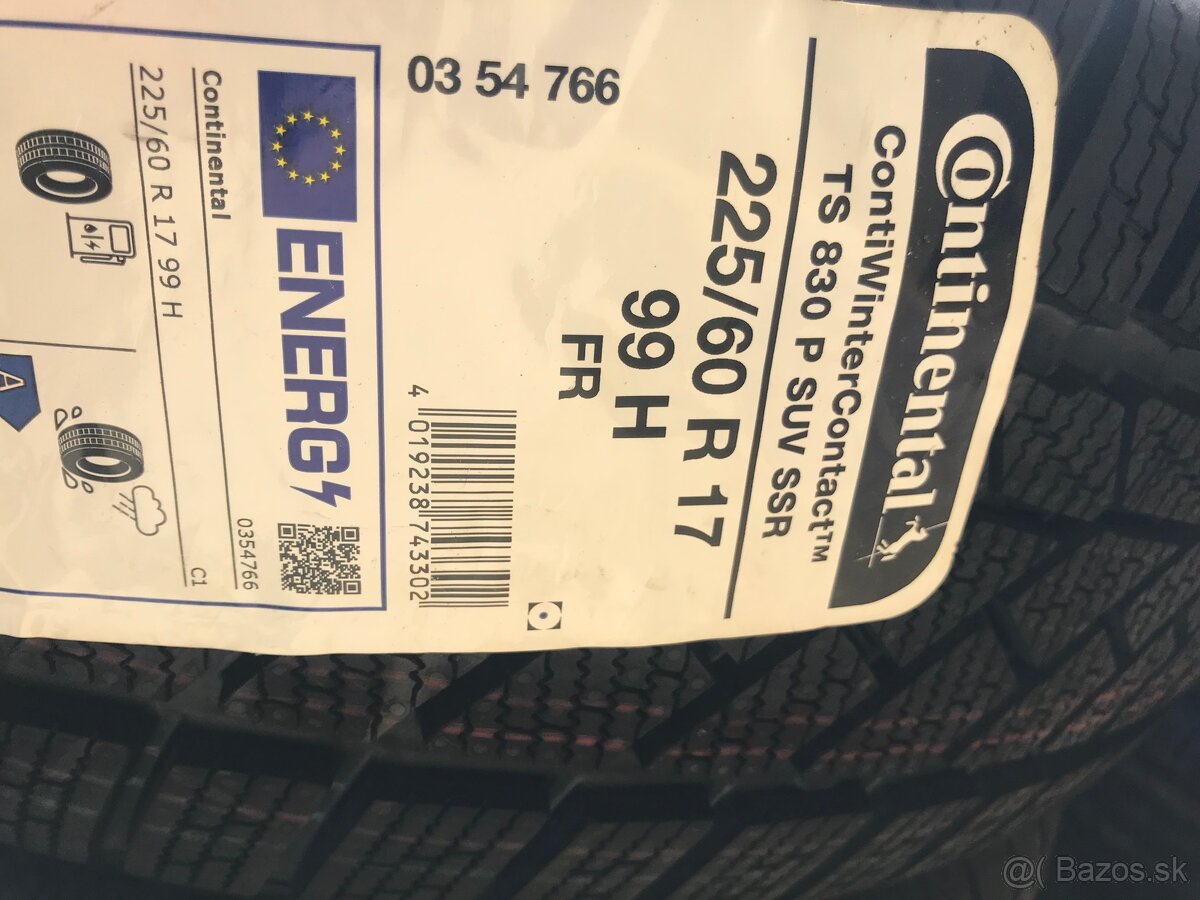 Continental
ContiWinterContact™
TS 830 P SUV SSR
225/60 R 17
99 H
FR
03 54 766
4 019238 743302
ENERG
Continental
0354766
225/60 R 17 99 H
C1
A
@( Bazos.sk